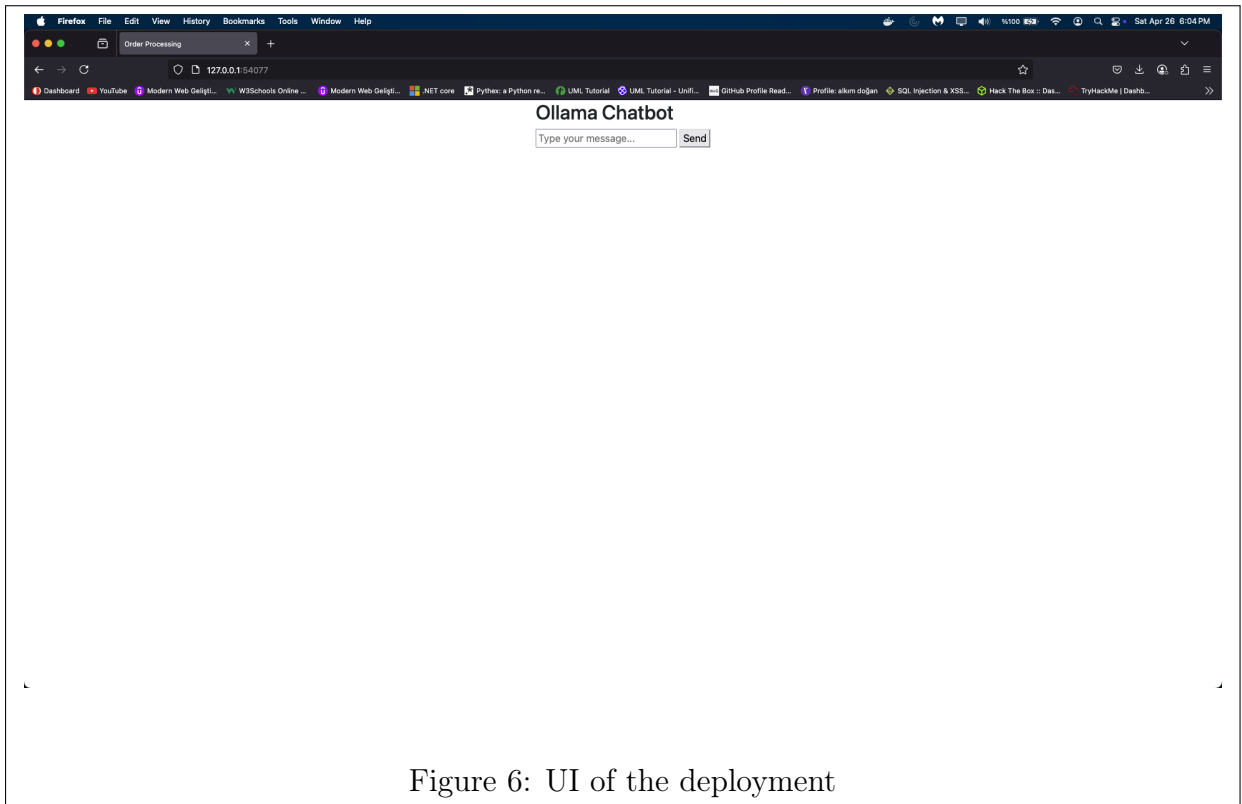 Firefox File Edit View History Bookmarks Tools Window Help %100 Sat Apr 26 6:04 PM
Order Processing
127.0.0.1:54077
Dashboard YouTube Modern Web Gelişti... W3Schools Online ... Modern Web Gelişti... .NET core Pythex: a Python re... UML Tutorial UML Tutorial - Unifi... GitHub Profile Read... Profile: alkım doğan SQL Injection & XSS... Hack The Box :: Das... TryHackMe | Dashb...
Ollama Chatbot
Type your message... Send
Figure 6: UI of the deployment